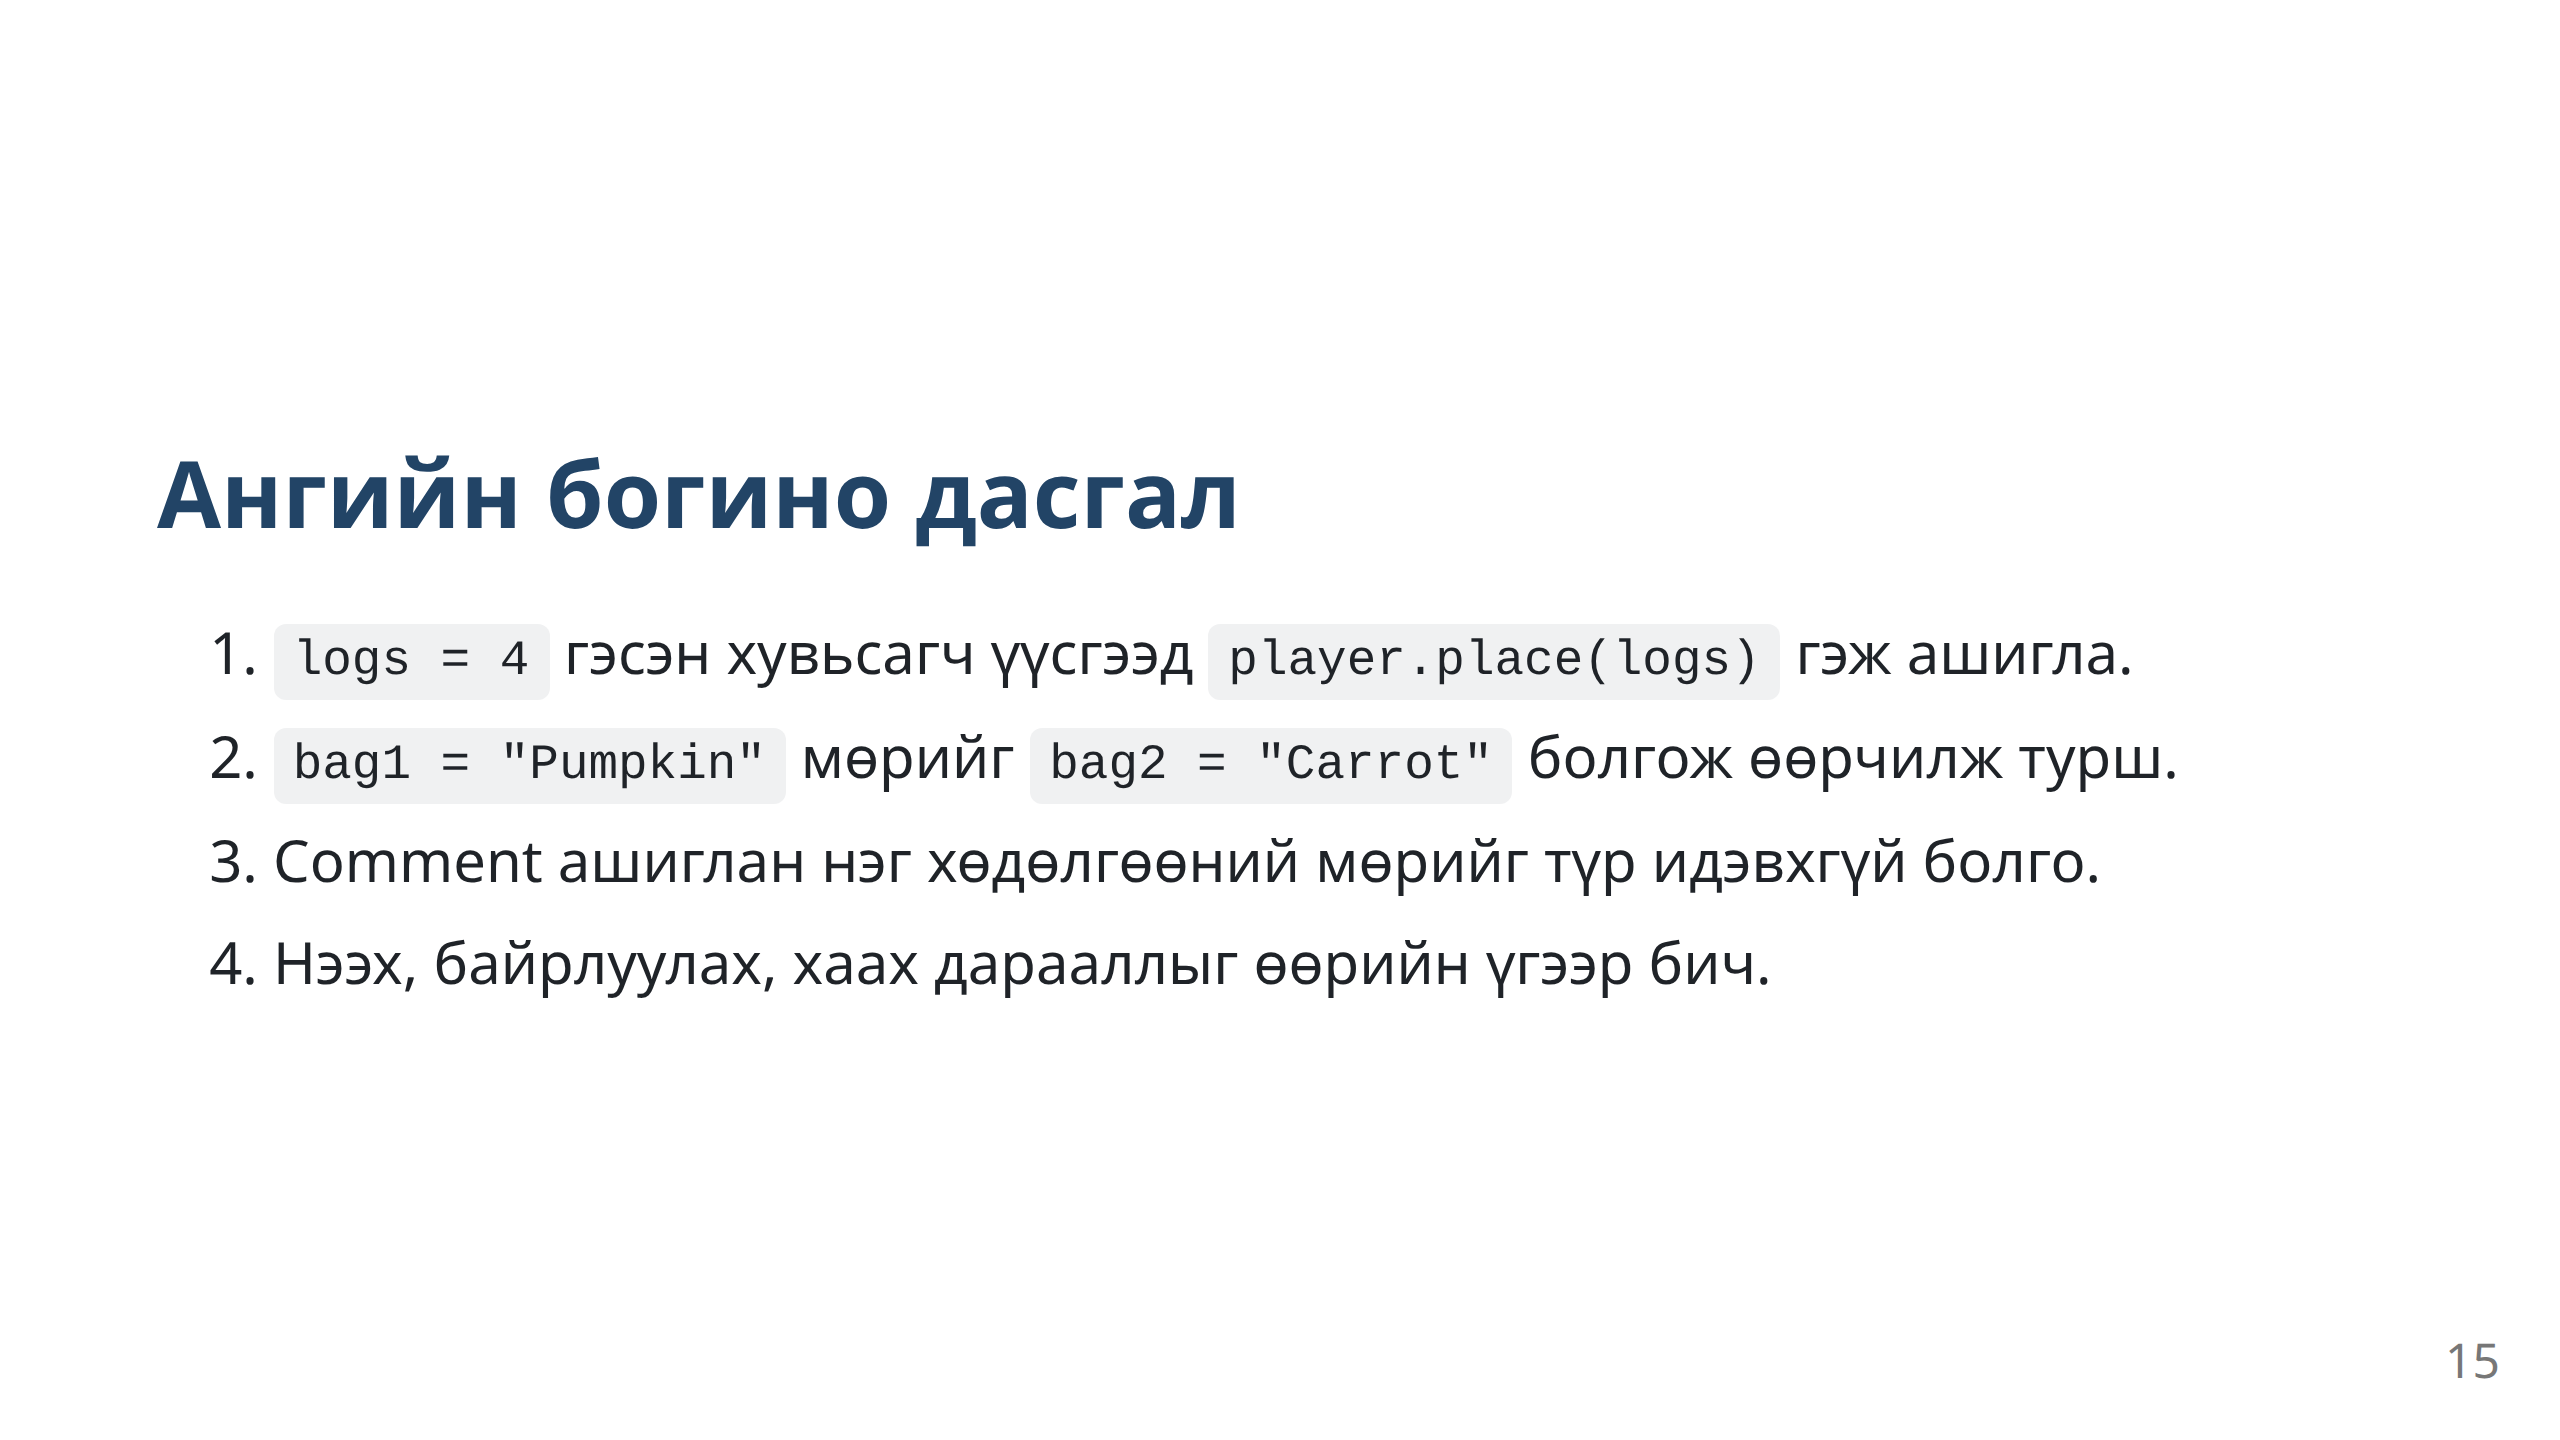 Ангийн богино дасгал
1. logs = 4 гэсэн хувьсагч үүсгээд player.place(logs) гэж ашигла.
2. bag1 = "Pumpkin" мөрийг bag2 = "Carrot" болгож өөрчилж турш.
3. Comment ашиглан нэг хөдөлгөөний мөрийг түр идэвхгүй болго.
4. Нээх, байрлуулах, хаах дарааллыг өөрийн үгээр бич.
15